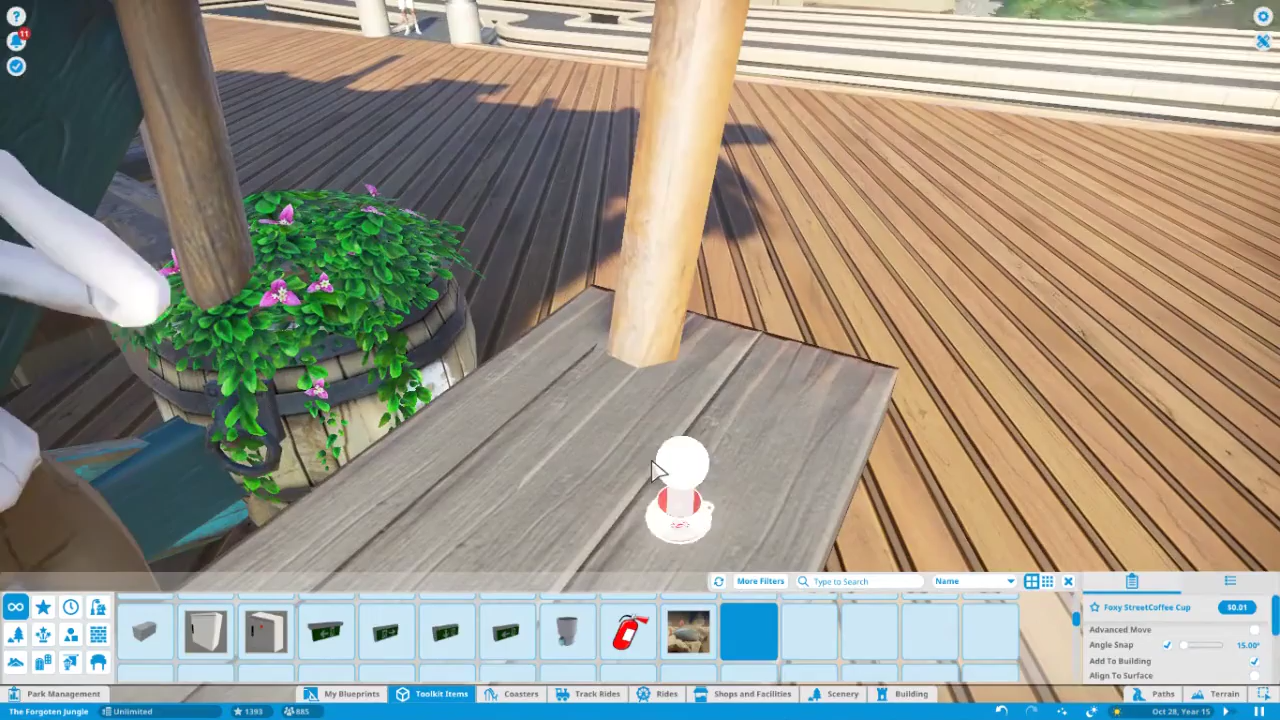 ?
11
More Filters
Type to Search
Name
Foxy StreetCoffee Cup
$0.01
Advanced Move
Angle Snap
15.00°
Add To Building
Align To Surface
Park Management
My Blueprints
Toolkit Items
Coasters
Track Rides
Rides
Shops and Facilities
Scenery
Building
Paths
Terrain
The Forgoten Jungle
Unlimited
1393
885
Oct 28, Year 15